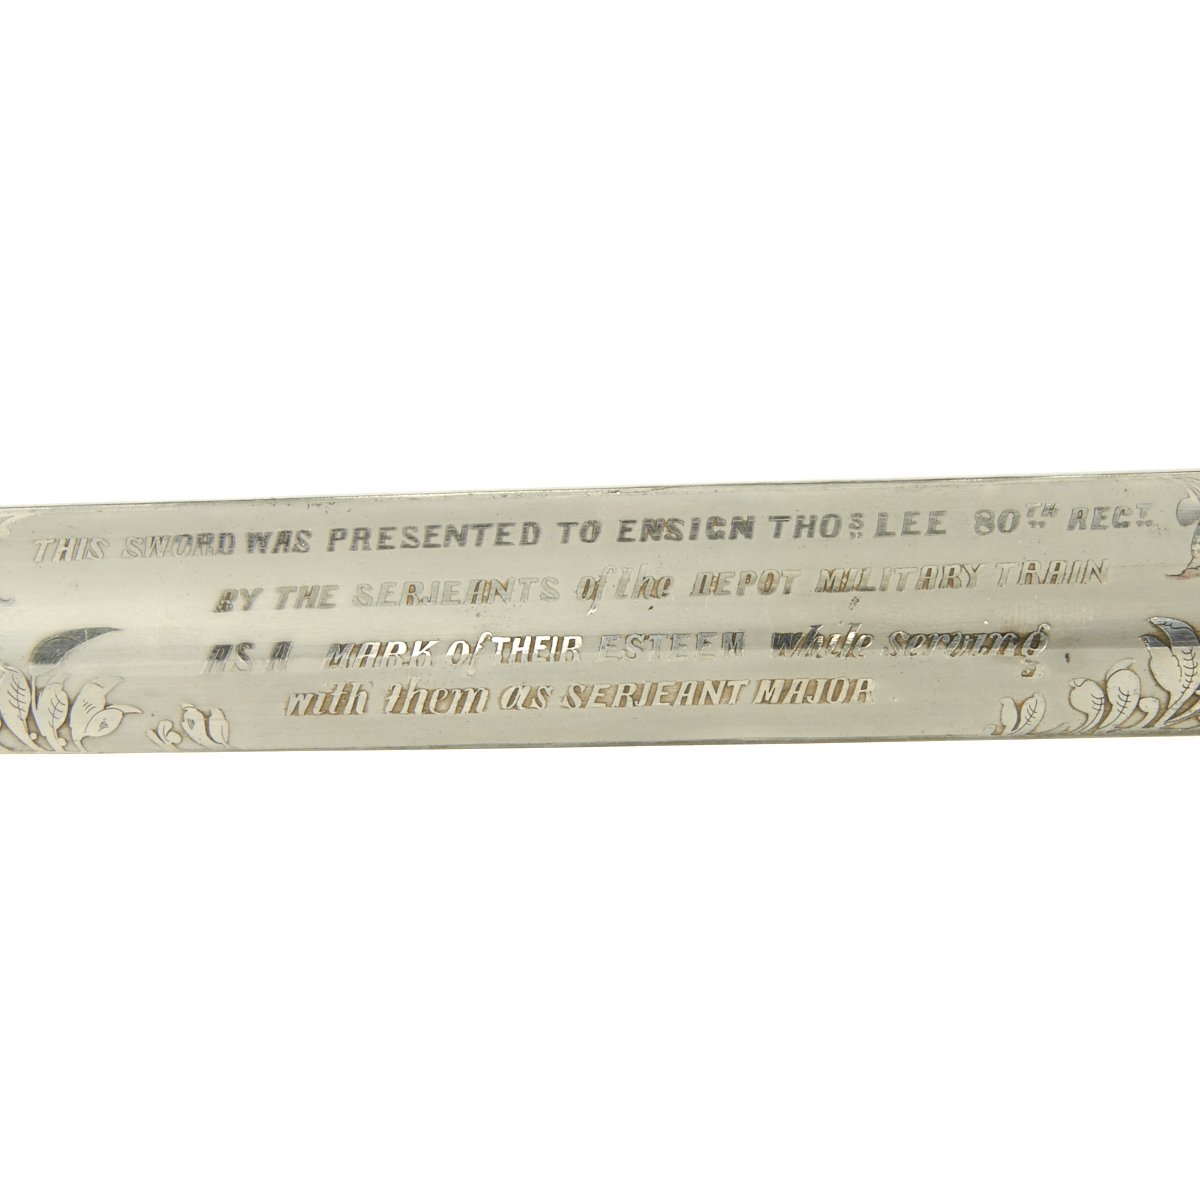 THIS SWORD WAS PRESENTED TO ENSIGN THOS LEE 80TH REGT.
BY THE SERJEANTS of the DEPOT MILITARY TRAIN
AS A MARK of THEIR ESTEEM while serving
with them as SERJEANT MAJOR